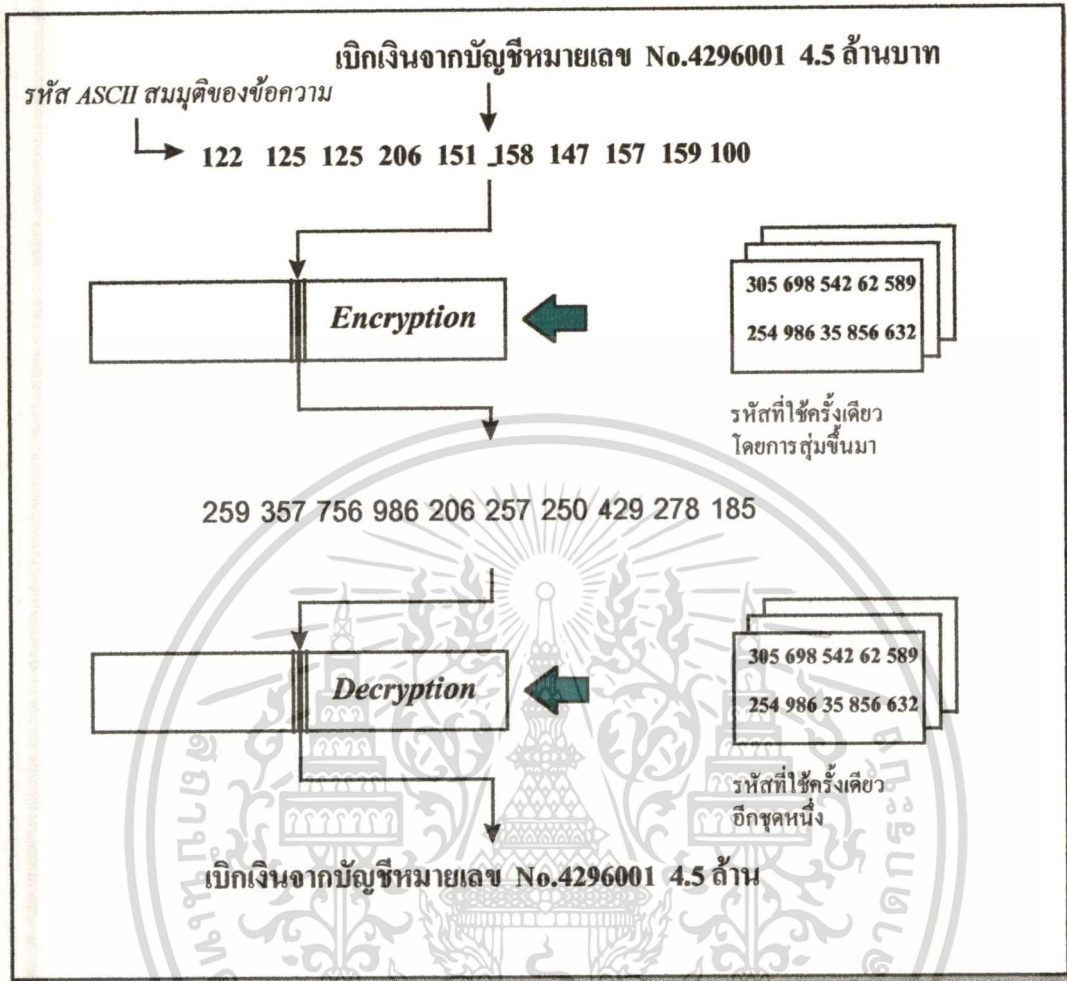 เบิกเงินจากบัญชีหมายเลข No.4296001 4.5 ล้านบาท
รหัส ASCII สมมุติของข้อความ
122 125 125 206 151 158 147 157 159 100
Encryption
305 698 542 62 589
254 986 35 856 632
รหัสที่ใช้ครั้งเดียว
โดยการสุ่มขึ้นมา
259 357 756 986 206 257 250 429 278 185
Decryption
305 698 542 62 589
254 986 35 856 632
รหัสที่ใช้ครั้งเดียว
อีกชุดหนึ่ง
เบิกเงินจากบัญชีหมายเลข No.4296001 4.5 ล้าน